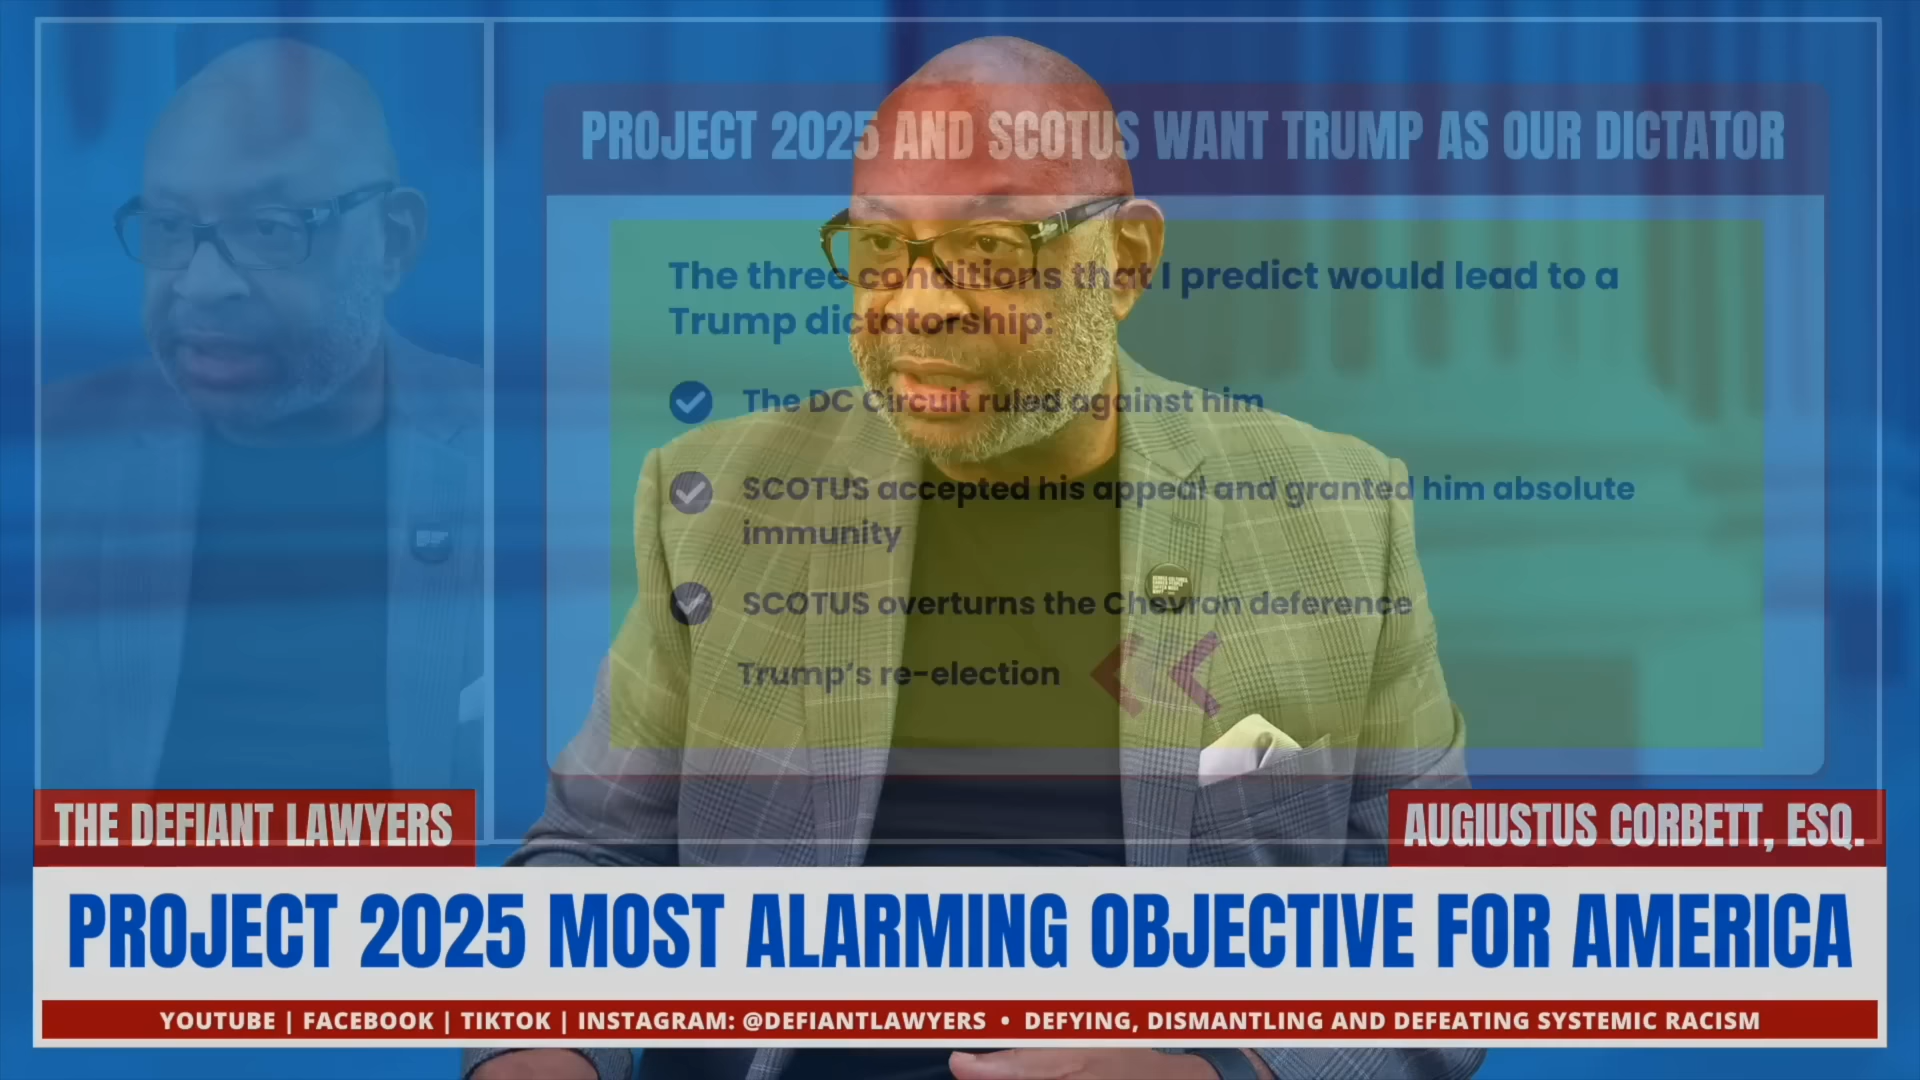 PROJECT 2025 AND SCOTUS WANT TRUMP AS OUR DICTATOR
The three conditions that I predict would lead to a
Trump dictatorship:
The DC Circuit ruled against him
SCOTUS accepted his appeal and granted him absolute
immunity
SCOTUS overturns the Chevron deference
Trump's re-election
THE DEFIANT LAWYERS
AUGIUSTUS CORBETT, ESQ.
PROJECT 2025 MOST ALARMING OBJECTIVE FOR AMERICA
YOUTUBE | FACEBOOK | TIKTOK | INSTAGRAM: @DEFIANTLAWYERS • DEFYING, DISMANTLING AND DEFEATING SYSTEMIC RACISM